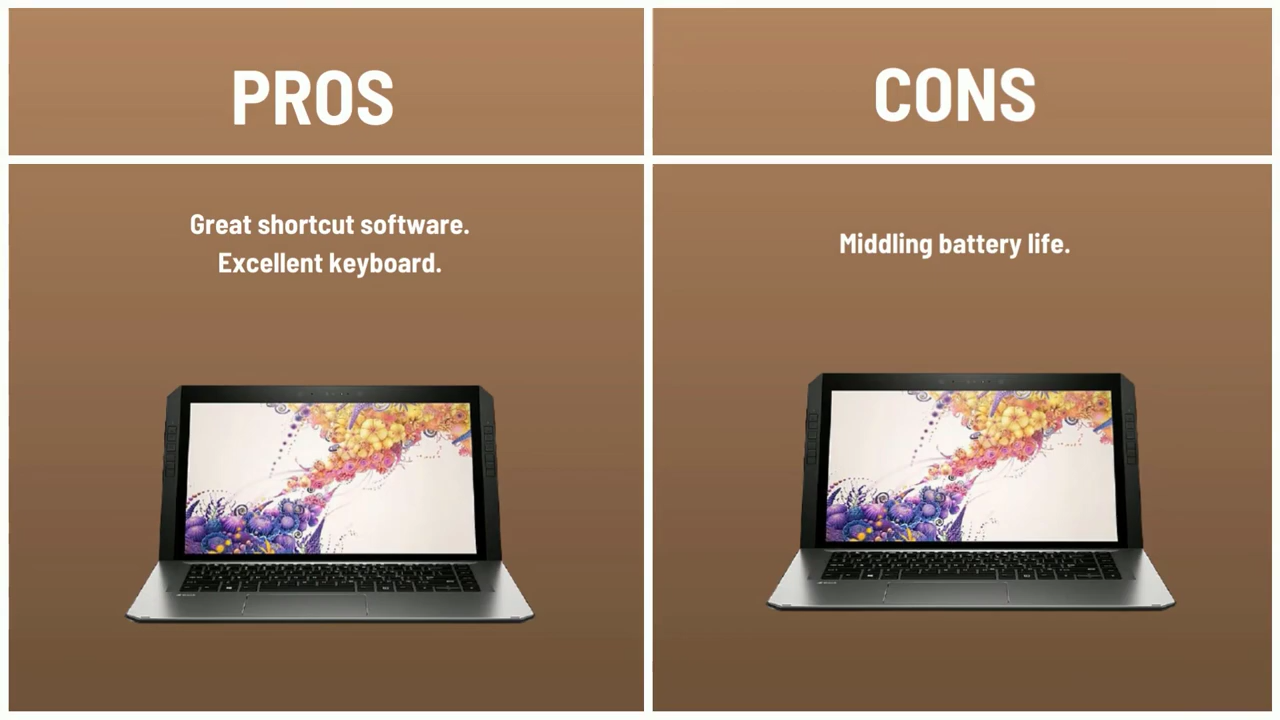 PROS
CONS
Great shortcut software.
Excellent keyboard.
Middling battery life.